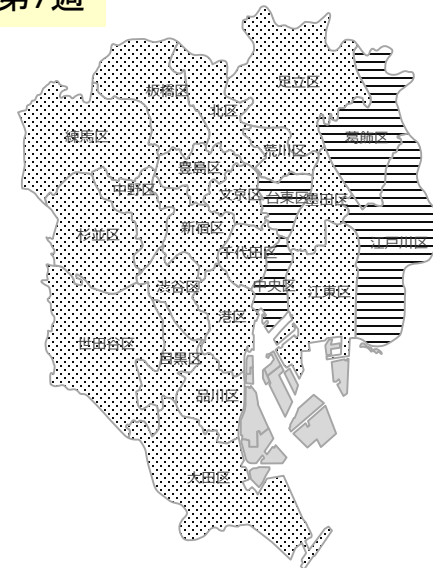 第7週
足立区
板橋区
北区
練馬区
葛飾区
荒川区
豊島区
中野区
文京区
台東区
墨田区
杉並区
新宿区
千代田区
江戸川区
渋谷区
中央区
江東区
港区
世田谷区
目黒区
品川区
大田区